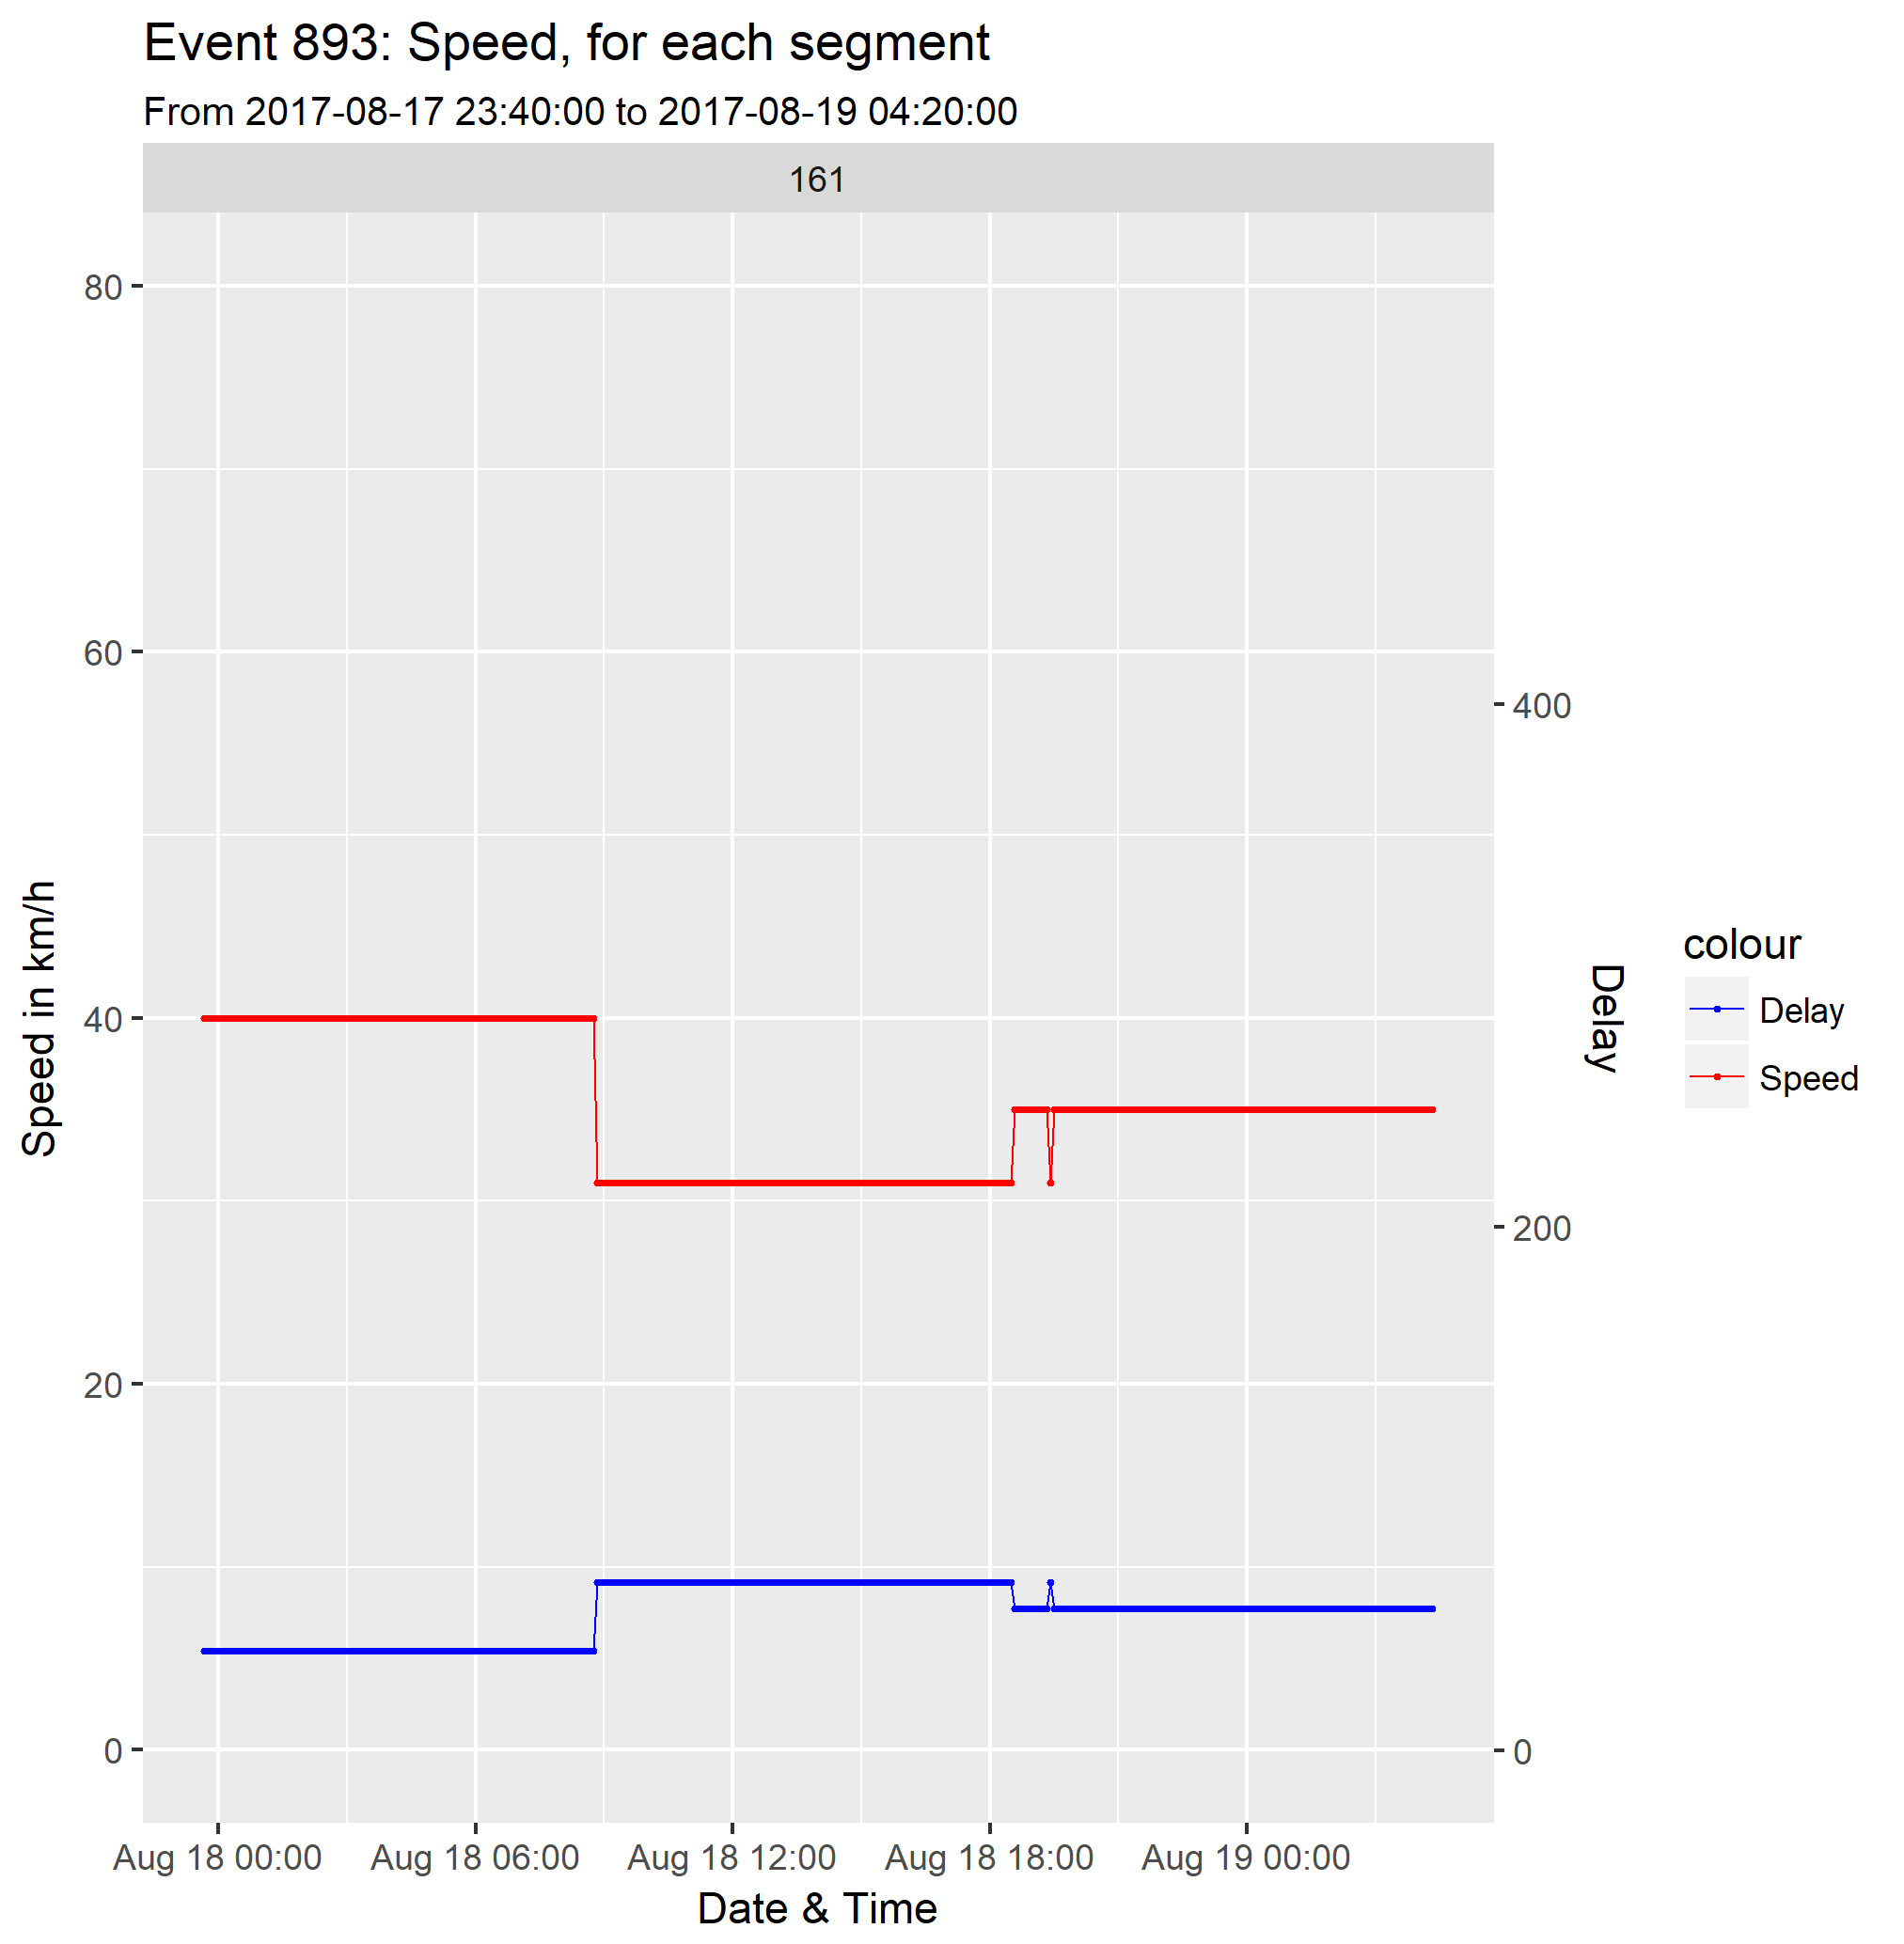 Event 893: Speed, for each segment
From 2017-08-17 23:40:00 to 2017-08-19 04:20:00
161
80
60
40
20
0
Speed in km/h
400
200
0
Delay
colour
Delay
Speed
Aug 18 00:00 Aug 18 06:00 Aug 18 12:00 Aug 18 18:00 Aug 19 00:00
Date & Time